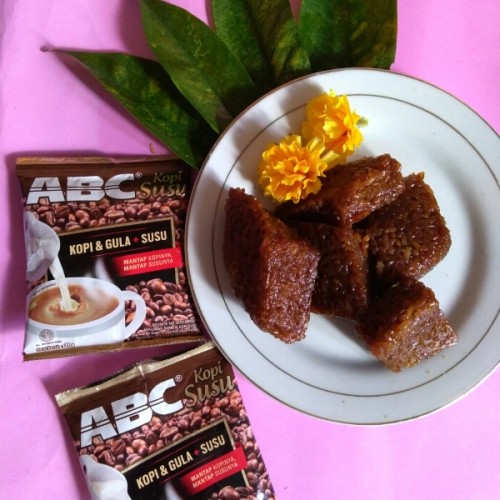 ABC® Kopi
Susu
KOPI & GULA + SUSU
MANTAP KOPINYA,
MANTAP SUSUNYA
ABC® Kopi
Susu
KOPI & GULA + SUSU
MANTAP KOPINYA,
MANTAP SUSUNYA